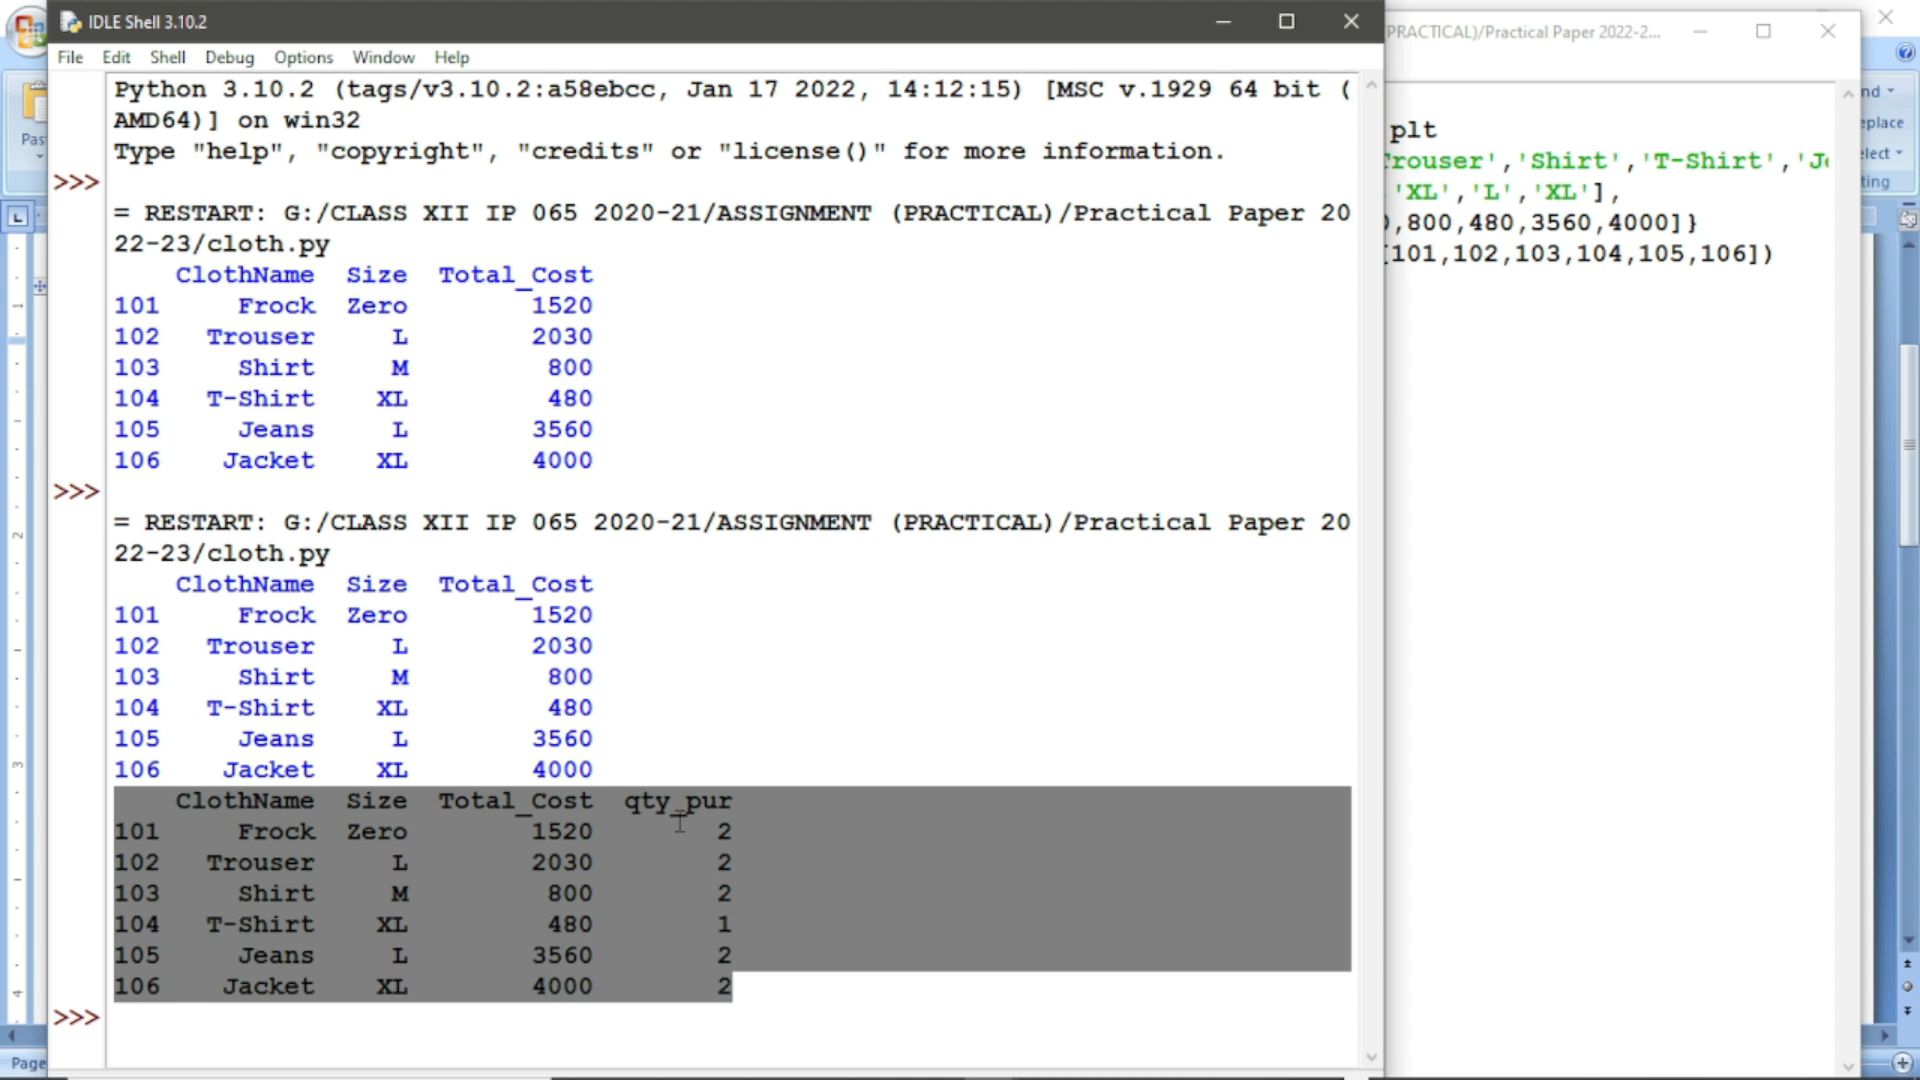 IDLE Shell 3.10.2
PRACTICAL)/Practical Paper 2022-2...
File Edit Shell Debug Options Window Help
Python 3.10.2 (tags/v3.10.2:a58ebcc, Jan 17 2022, 14:12:15) [MSC v.1929 64 bit (
AMD64)] on win32
Type "help", "copyright", "credits" or "license()" for more information.
>>>
= RESTART: G:/CLASS XII IP 065 2020-21/ASSIGNMENT (PRACTICAL)/Practical Paper 20
22-23/cloth.py
ClothName Size Total_Cost
101 Frock Zero 1520
102 Trouser L 2030
103 Shirt M 800
104 T-Shirt XL 480
105 Jeans L 3560
106 Jacket XL 4000
>>>
= RESTART: G:/CLASS XII IP 065 2020-21/ASSIGNMENT (PRACTICAL)/Practical Paper 20
22-23/cloth.py
ClothName Size Total_Cost
101 Frock Zero 1520
102 Trouser L 2030
103 Shirt M 800
104 T-Shirt XL 480
105 Jeans L 3560
106 Jacket XL 4000
ClothName Size Total_Cost qty_pur
101 Frock Zero 1520 2
102 Trouser L 2030 2
103 Shirt M 800 2
104 T-Shirt XL 480 1
105 Jeans L 3560 2
106 Jacket XL 4000 2
>>>
plt
Trouser','Shirt','T-Shirt','J
'XL','L','XL'],
,800,480,3560,4000]}
[101,102,103,104,105,106])
Pas
nd
eplace
elect
ting
1
2
3
4
Page